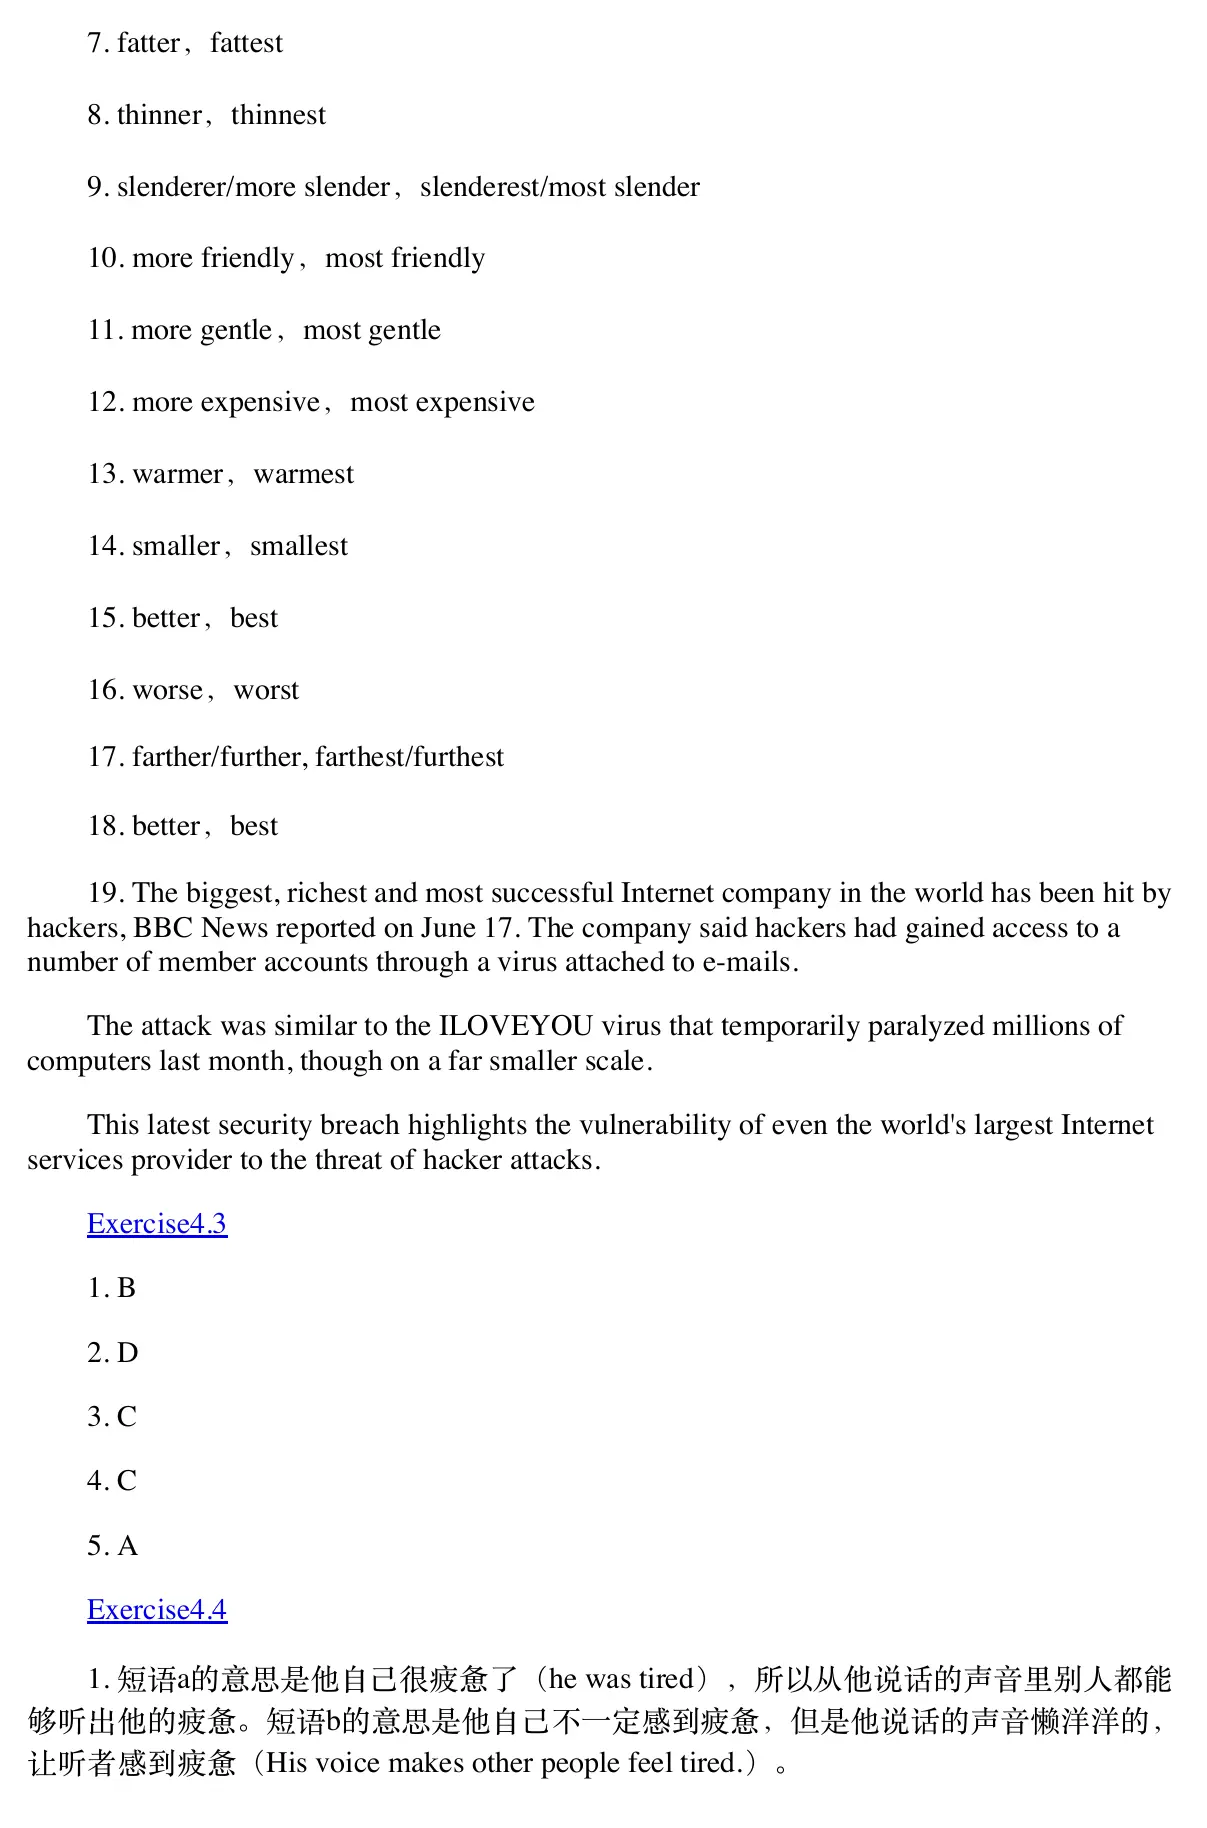 7. fatter，fattest
8. thinner，thinnest
9. slenderer/more slender，slenderest/most slender
10. more friendly，most friendly
11. more gentle，most gentle
12. more expensive，most expensive
13. warmer，warmest
14. smaller，smallest
15. better，best
16. worse，worst
17. farther/further, farthest/furthest
18. better，best
19. The biggest, richest and most successful Internet company in the world has been hit by
hackers, BBC News reported on June 17. The company said hackers had gained access to a
number of member accounts through a virus attached to e-mails.
The attack was similar to the ILOVEYOU virus that temporarily paralyzed millions of
computers last month, though on a far smaller scale.
This latest security breach highlights the vulnerability of even the world's largest Internet
services provider to the threat of hacker attacks.
Exercise4.3
1. B
2. D
3. C
4. C
5. A
Exercise4.4
1. 短语a的意思是他自己很疲惫了（he was tired），所以从他说话的声音里别人都能
够听出他的疲惫。短语b的意思是他自己不一定感到疲惫，但是他说话的声音懒洋洋的，
让听者感到疲惫（His voice makes other people feel tired.）。